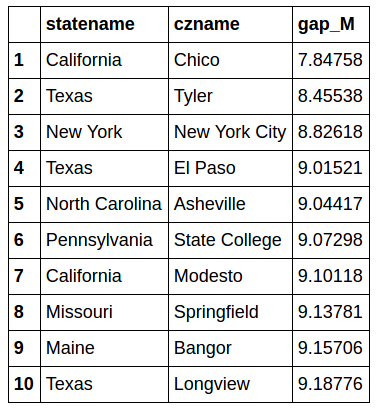 statename czname gap_M
1 California Chico 7.84758
2 Texas Tyler 8.45538
3 New York New York City 8.82618
4 Texas El Paso 9.01521
5 North Carolina Asheville 9.04417
6 Pennsylvania State College 9.07298
7 California Modesto 9.10118
8 Missouri Springfield 9.13781
9 Maine Bangor 9.15706
10 Texas Longview 9.18776